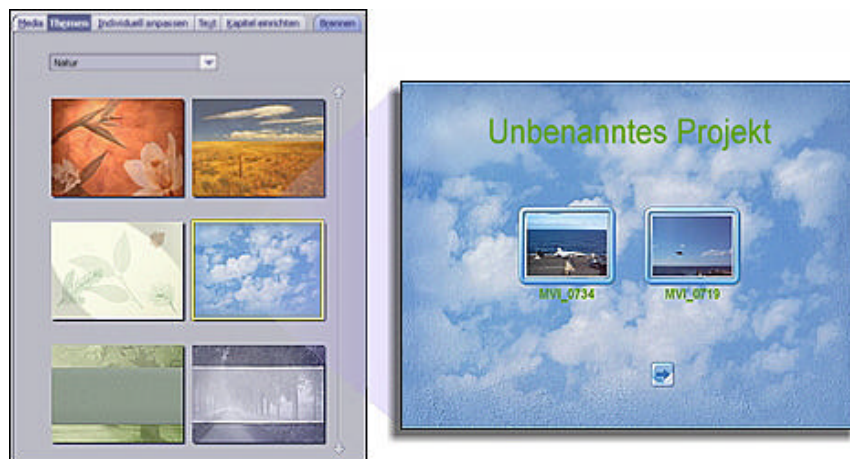 Media Themen Individuell anpassen Text Kapitel einrichten Brennen
Natur
Unbenanntes Projekt
MVI_0734 MVI_0719